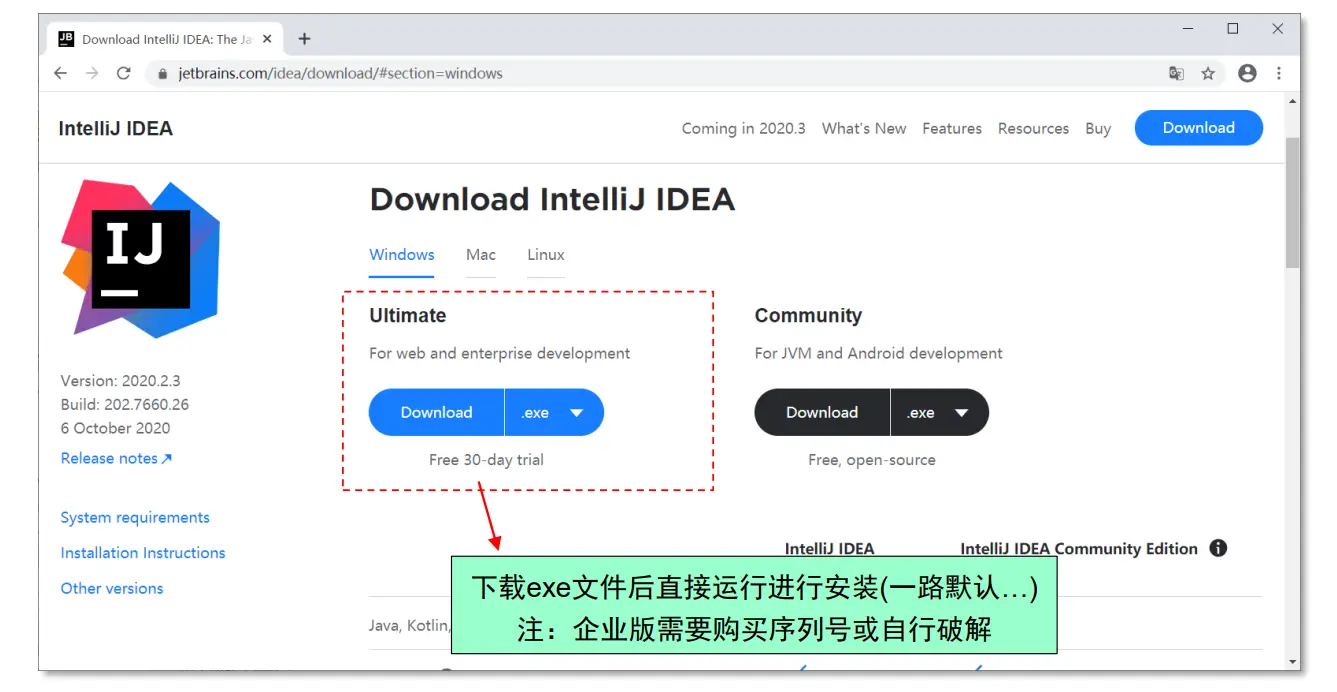 JB
Download IntelliJ IDEA: The Ja
jetbrains.com/idea/download/#section=windows
IntelliJ IDEA
Coming in 2020.3 What's New Features Resources Buy Download
IJ
Download IntelliJ IDEA
Windows Mac Linux
Ultimate
For web and enterprise development
Download .exe
Free 30-day trial
Community
For JVM and Android development
Download .exe
Free, open-source
Version: 2020.2.3
Build: 202.7660.26
6 October 2020
Release notes
System requirements
Installation Instructions
Other versions
IntelliJ IDEA IntelliJ IDEA Community Edition
下载exe文件后直接运行进行安装(一路默认…)
注：企业版需要购买序列号或自行破解
Java, Kotlin,